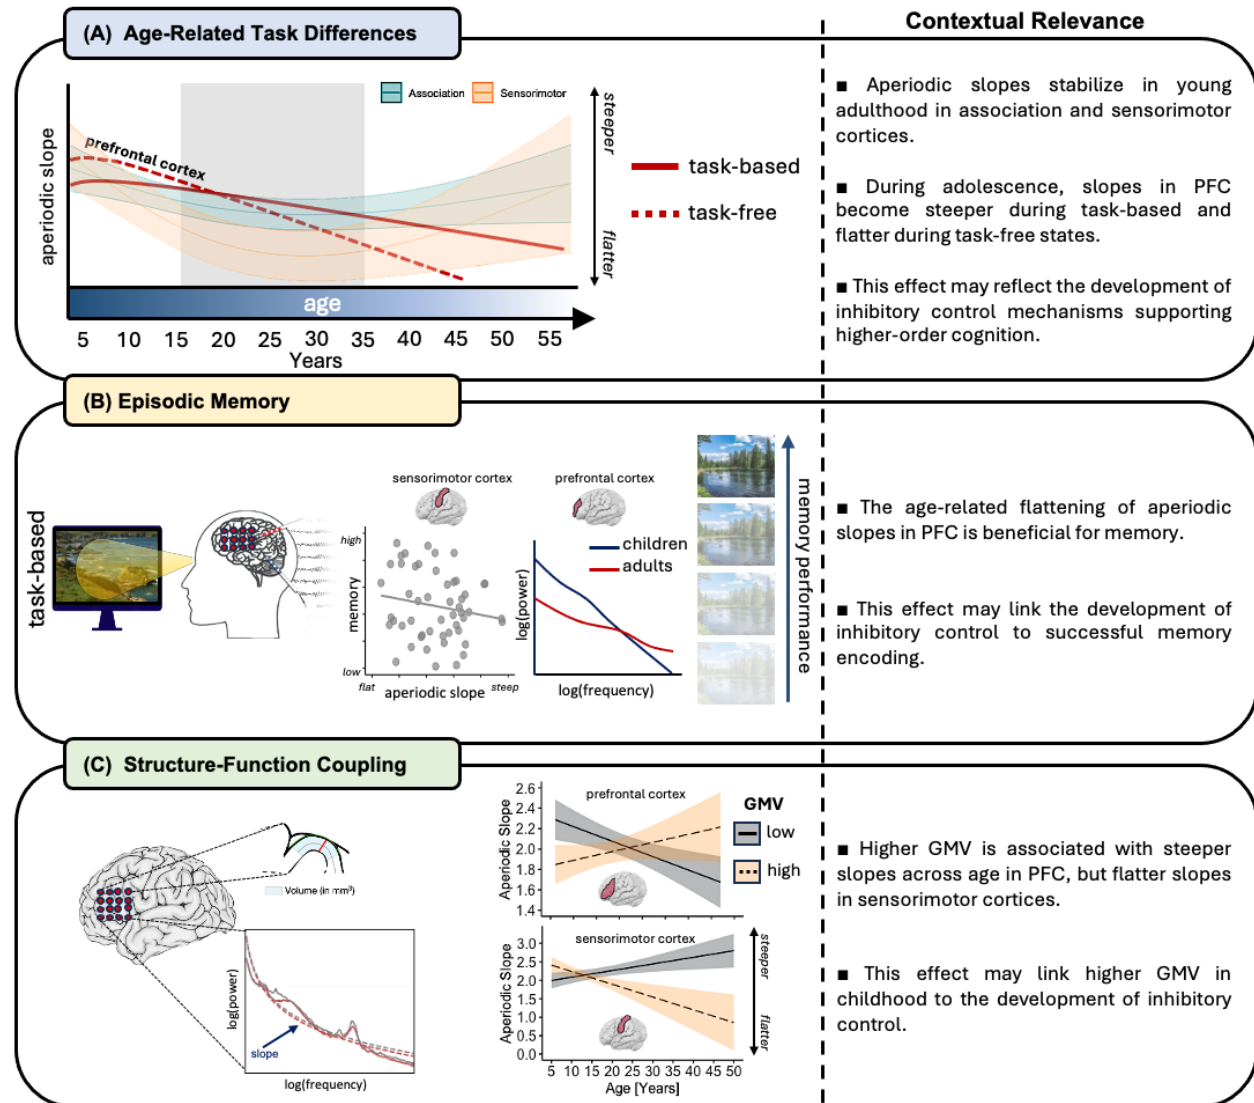 Contextual Relevance
(A) Age-Related Task Differences
Association
Sensorimotor
prefrontal cortex
aperiodic slope
steeper
flatter
task-based
task-free
age
5 10 15 20 25 30 35 40 45 50 55
Years
■ Aperiodic slopes stabilize in young
adulthood in association and sensorimotor
cortices.
■ During adolescence, slopes in PFC
become steeper during task-based and
flatter during task-free states.
■ This effect may reflect the development of
inhibitory control mechanisms supporting
higher-order cognition.
(B) Episodic Memory
task-based
sensorimotor cortex
high
memory
low
flat
aperiodic slope
steep
prefrontal cortex
children
adults
log(power)
log(frequency)
memory performance
■ The age-related flattening of aperiodic
slopes in PFC is beneficial for memory.
■ This effect may link the development of
inhibitory control to successful memory
encoding.
(C) Structure-Function Coupling
Volume (in mm³)
log(power)
slope
log(frequency)
prefrontal cortex
Aperiodic Slope
2.6
2.4
2.2
2.0
1.8
1.6
1.4
GMV
low
high
sensorimotor cortex
Aperiodic Slope
3.0
2.5
2.0
1.5
1.0
0.5
0.0
steeper
flatter
5 10 15 20 25 30 35 40 45 50
Age [Years]
■ Higher GMV is associated with steeper
slopes across age in PFC, but flatter slopes
in sensorimotor cortices.
■ This effect may link higher GMV in
childhood to the development of inhibitory
control.